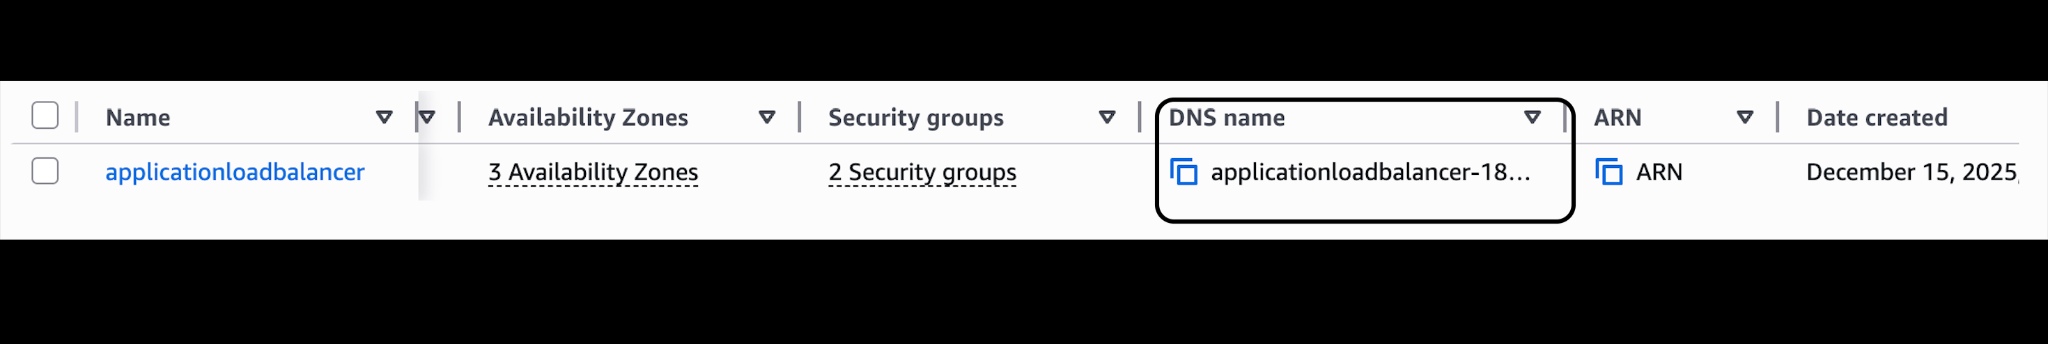 Name Availability Zones Security groups DNS name ARN Date created
applicationloadbalancer 3 Availability Zones 2 Security groups applicationloadbalancer-18... ARN December 15, 2025,